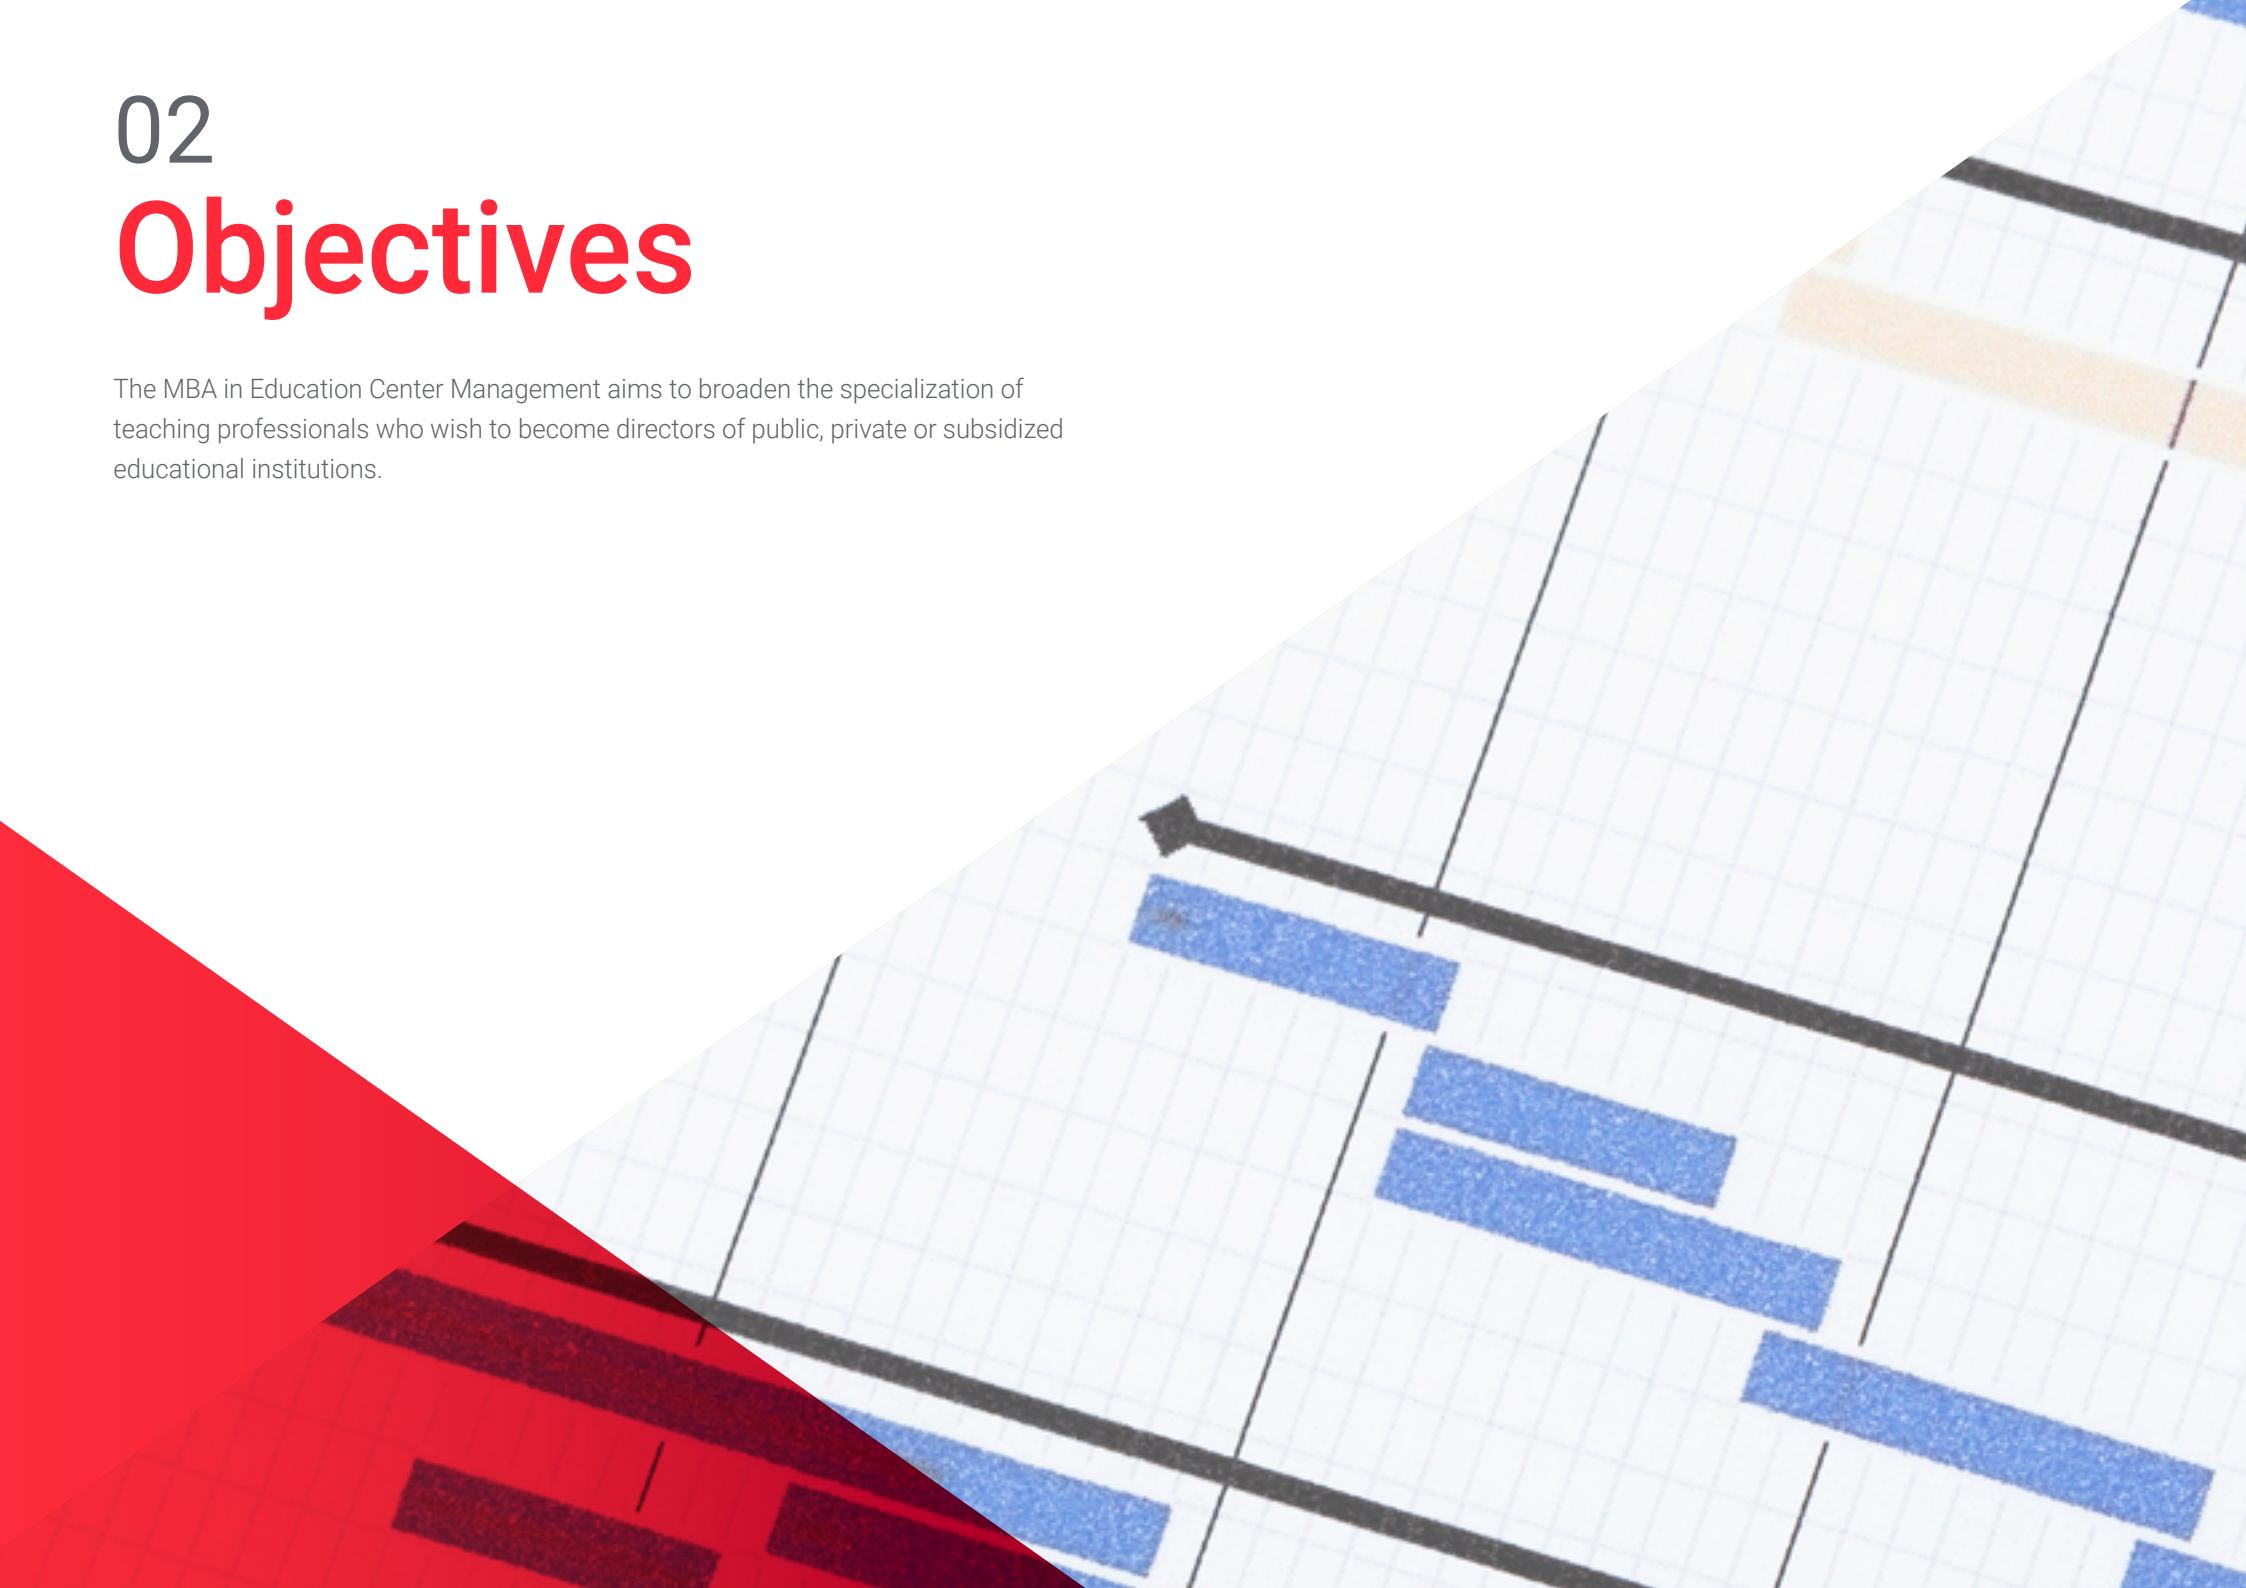 02
Objectives
The MBA in Education Center Management aims to broaden the specialization of
teaching professionals who wish to become directors of public, private or subsidized
educational institutions.